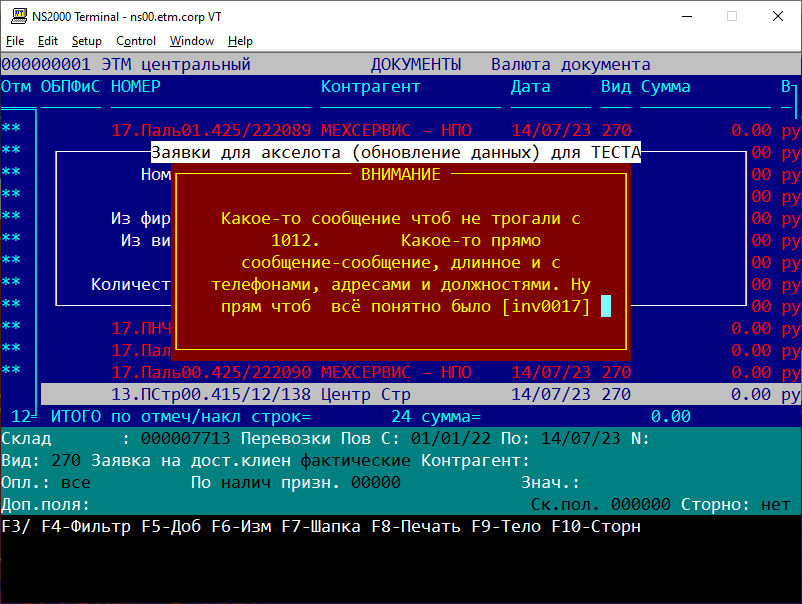 NS2000 Terminal - ns00.etm.corp VT
File Edit Setup Control Window Help
000000001 ЭТМ центральный ДОКУМЕНТЫ Валюта документа
Отм ОБПФиС НОМЕР Контрагент Дата Вид Сумма В
** 17.Паль01.425/222089 МЕХСЕРВИС - НПО 14/07/23 270 0.00 ру
** Заявки для акселота (обновление данных) для ТЕСТА 00 ру
** Ном ВНИМАНИЕ 00 ру
** 00 ру
** Из фир Какое-то сообщение чтоб не трогали с 00 ру
** Из ви 1012. Какое-то прямо 00 ру
** сообщение-сообщение, длинное и с 00 ру
** Количест телефонами, адресами и должностями. Ну 00 ру
** прям чтоб всё понятно было [inv0017] 00 ру
** 17.ПНЧ 0.00 ру
** 17.Пал 0.00 ру
** 17.Паль00.425/222090 МЕХСЕРВИС - НПО 14/07/23 270 0.00 ру
13.ПСтр00.415/12/138 Центр Стр 14/07/23 270 0.00 ру
12 ИТОГО по отмеч/накл строк= 24 сумма= 0.00
Склад : 000007713 Перевозки Пов С: 01/01/22 По: 14/07/23 N:
Вид: 270 Заявка на дост.клиен фактические Контрагент:
Опл.: все По налич призн. 00000 Знач.:
Доп.поля: Ск.пол. 000000 Сторно: нет
F3/ F4-Фильтр F5-Доб F6-Изм F7-Шапка F8-Печать F9-Тело F10-Сторн